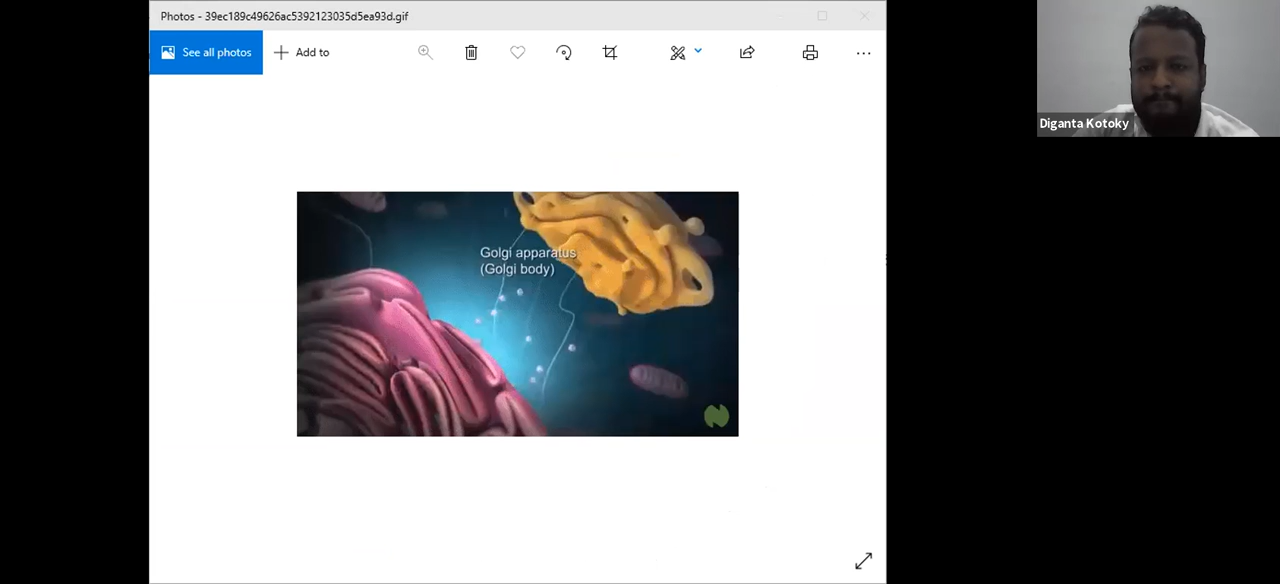 Photos - 39ec189c49626ac5392123035d5ea93d.gif
See all photos
Add to
Diganta Kotoky
Golgi apparatus
(Golgi body)